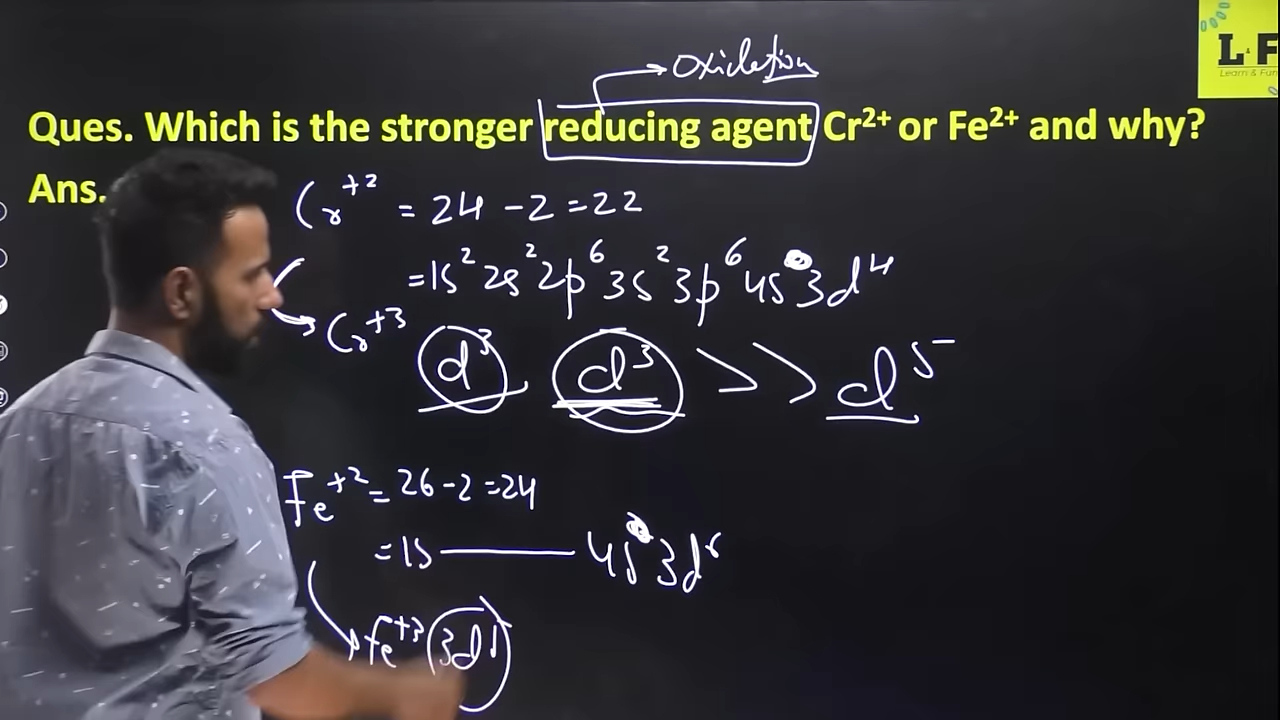 Oxidation
Ques. Which is the stronger reducing agent Cr²⁺ or Fe²⁺ and why?
Ans.
Cr⁺² = 24 - 2 = 22
= 1s² 2s² 2p⁶ 3s² 3p⁶ 4s⁰ 3d⁴
Cr⁺³ d³ d³ >> d⁵
Fe⁺² = 26 - 2 = 24
= 1s — 4s⁰ 3d⁶
Fe⁺³ 3d⁵
L&F
Learn & Fun